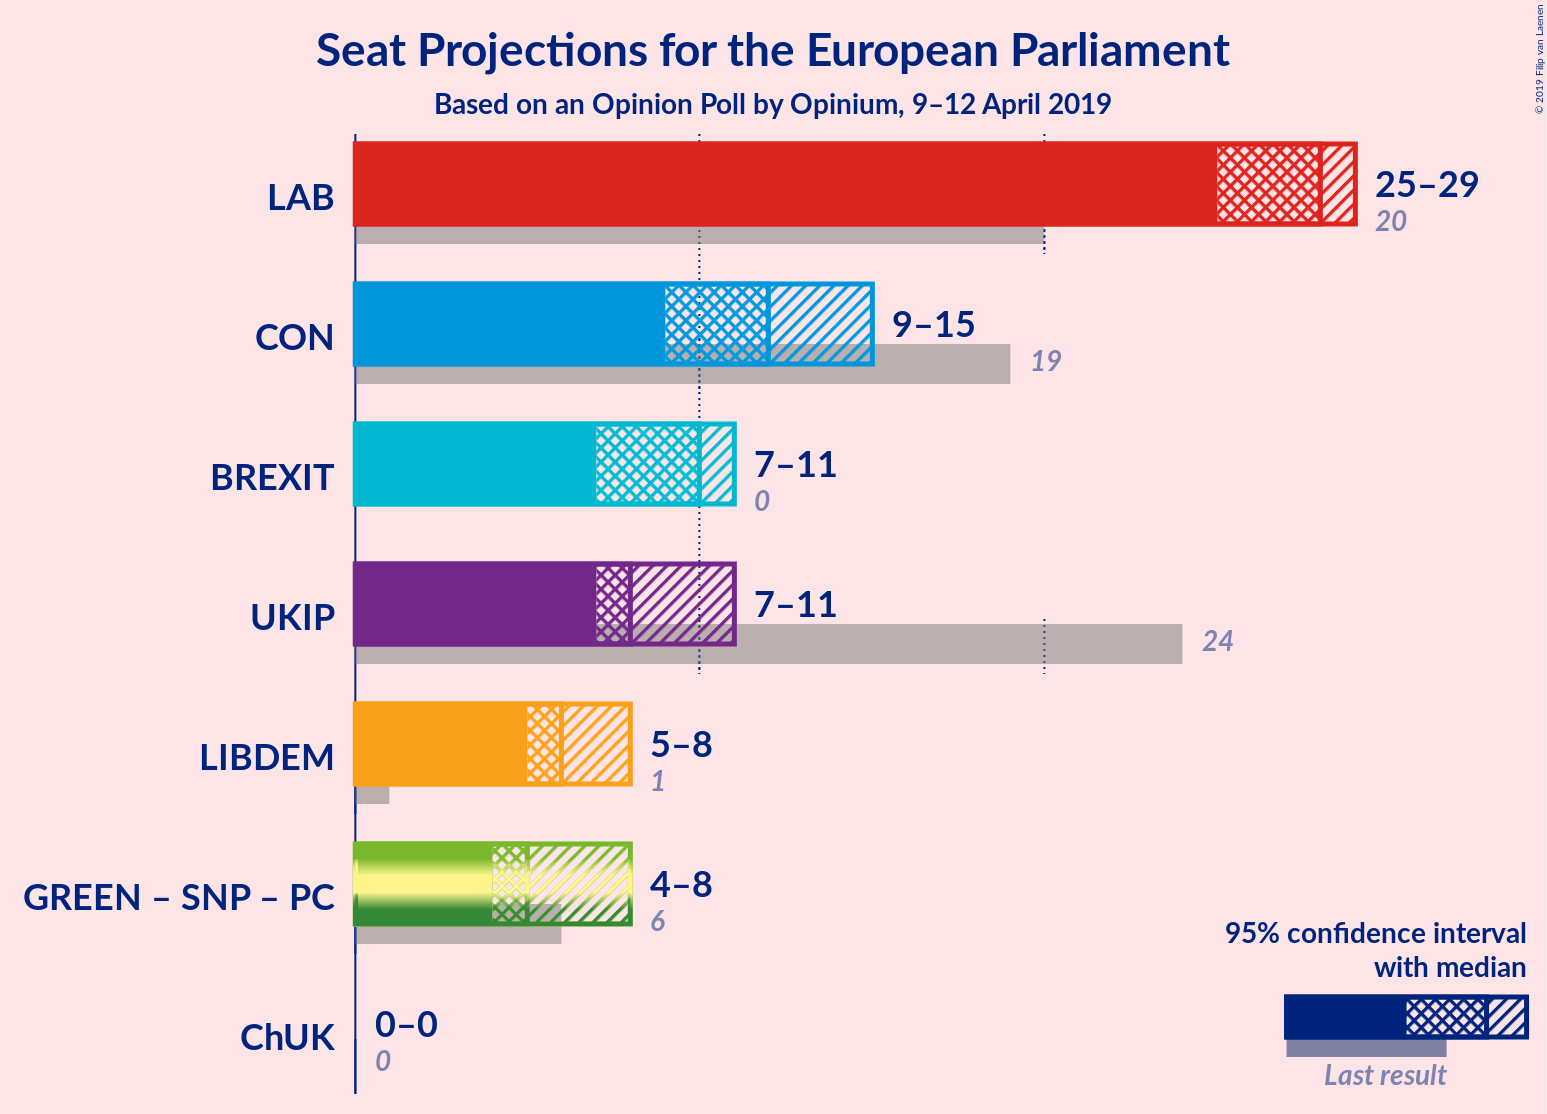 Seat Projections for the European Parliament
Based on an Opinion Poll by Opinium, 9–12 April 2019
© 2019 Filip van Laenen
LAB
25–29
20
CON
9–15
19
BREXIT
7–11
0
UKIP
7–11
24
LIBDEM
5–8
1
GREEN – SNP – PC
4–8
6
ChUK
0–0
0
95% confidence interval
with median
Last result